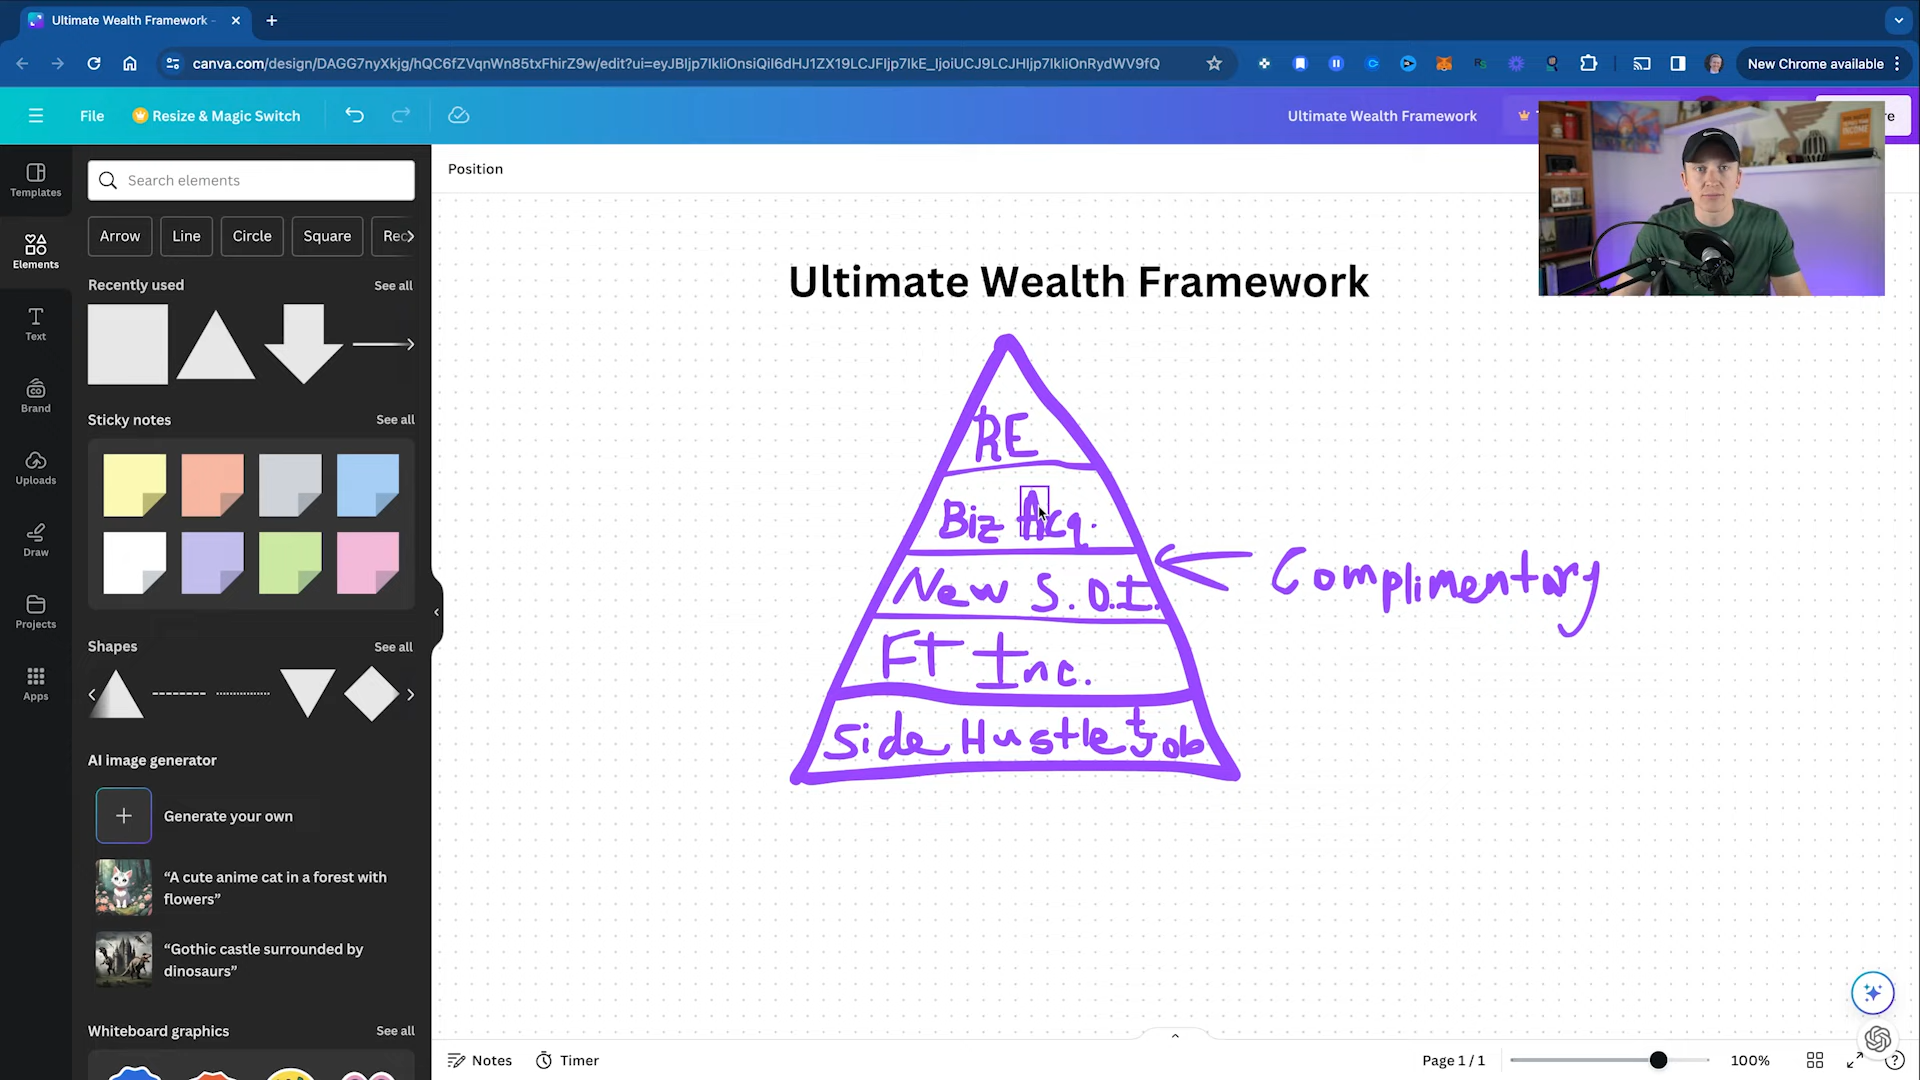 Ultimate Wealth Framework -
canva.com/design/DAGG7nyXkjg/hQC6fZVqnWn85txFhirZ9w/edit?ui=eyJBIjp7IkIiOnsiQiI6dHJ1ZX19LCJFIjp7IkE_IjoiUCJ9LCJHIjp7IkIiOnRydWV9fQ
New Chrome available
File
Resize & Magic Switch
Ultimate Wealth Framework
Templates
Elements
Text
Brand
Uploads
Draw
Projects
Apps
Search elements
Arrow
Line
Circle
Square
Rec
Recently used
See all
Sticky notes
See all
Shapes
See all
AI image generator
Generate your own
“A cute anime cat in a forest with
flowers”
“Gothic castle surrounded by
dinosaurs”
Whiteboard graphics
See all
Position
Ultimate Wealth Framework
RE
Biz Acq.
New S.O.I.
FT Inc.
Side Hustle + Job
Complimentary
Notes
Timer
Page 1 / 1
100%